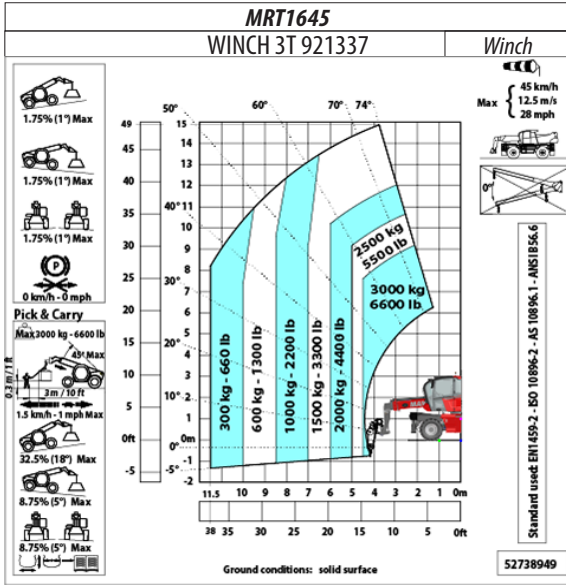 MRT1645
WINCH 3T 921337
Winch
1.75% (1°) Max
1.75% (1°) Max
1.75% (1°) Max
P
0 km/h - 0 mph
Pick & Carry
Max 3000 kg - 6600 lb
45° Max
0.3 m / 1 ft
3m / 10 ft
1.5 km/h - 1 mph Max
32.5% (18°) Max
8.75% (5°) Max
8.75% (5°) Max
49
45
40
35
30
25
20
15
10
5
0ft
-5
15
14
13
12
11
10
9
8
7
6
5
4
3
2
1
0m
-1
-2
50°
60°
70°
74°
40°
30°
20°
10°
0°
-5°
300 kg - 660 lb
600 kg - 1300 lb
1000 kg - 2200 lb
1500 kg - 3300 lb
2000 kg - 4400 lb
2500 kg
5500 lb
3000 kg
6600 lb
11.5 10 9 8 7 6 5 4 3 2 1 0m
38 35 30 25 20 15 10 5 0ft
Ground conditions: solid surface
Max
45 km/h
12.5 m/s
28 mph
0°
Standard used: EN1459-2 - ISO 10896-2 - AS 10896.1 - ANSI B56.6
52738949